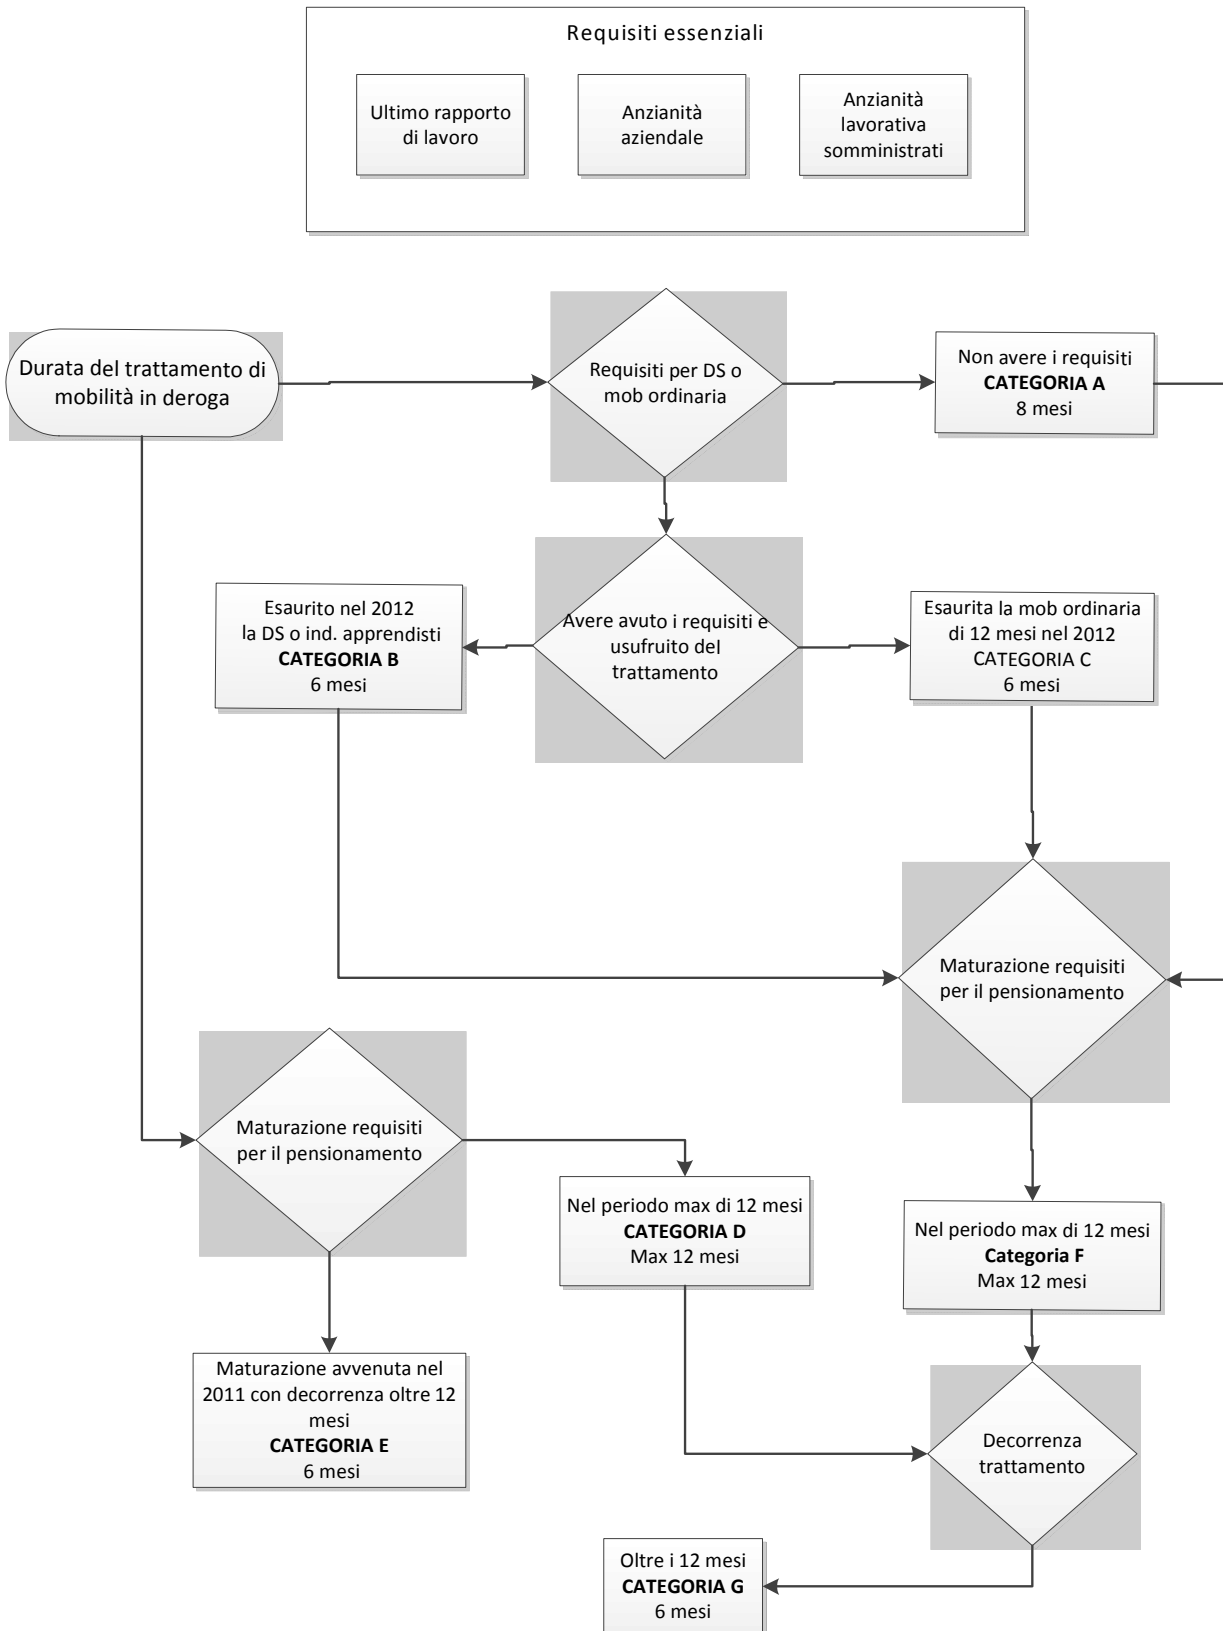 Requisiti essenziali
Ultimo rapporto
di lavoro
Anzianità
aziendale
Anzianità
lavorativa
somministrati
Durata del trattamento di
mobilità in deroga
Requisiti per DS o
mob ordinaria
Non avere i requisiti
CATEGORIA A
8 mesi
Esaurito nel 2012
la DS o ind. apprendisti
CATEGORIA B
6 mesi
Avere avuto i requisiti e
usufruito del
trattamento
Esaurita la mob ordinaria
di 12 mesi nel 2012
CATEGORIA C
6 mesi
Maturazione requisiti
per il pensionamento
Maturazione requisiti
per il pensionamento
Nel periodo max di 12 mesi
CATEGORIA D
Max 12 mesi
Nel periodo max di 12 mesi
Categoria F
Max 12 mesi
Maturazione avvenuta nel
2011 con decorrenza oltre 12
mesi
CATEGORIA E
6 mesi
Decorrenza
trattamento
Oltre i 12 mesi
CATEGORIA G
6 mesi